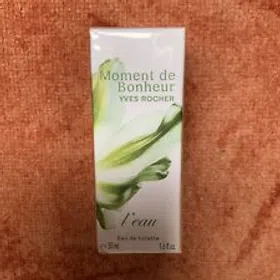 Moment de
Bonheur
YVES ROCHER
l'eau
Eau de toilette